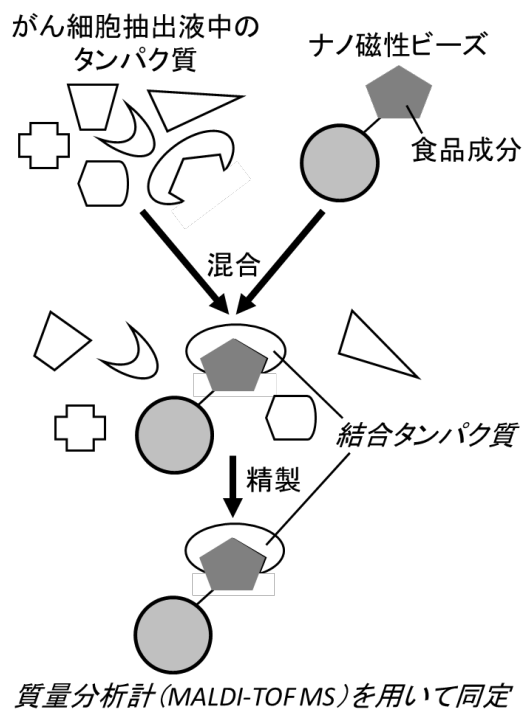 がん細胞抽出液中の
タンパク質
ナノ磁性ビーズ
食品成分
混合
結合タンパク質
精製
質量分析計（MALDI-TOF MS）を用いて同定